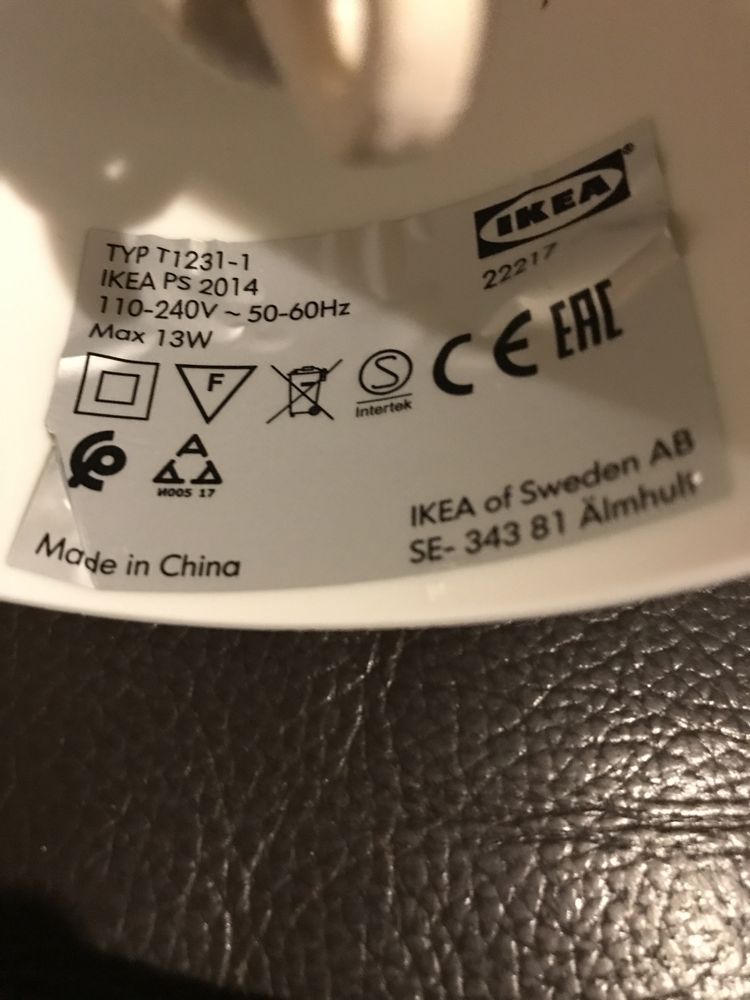 IKEA®
22217
TYP T1231-1
IKEA PS 2014
110-240V ~ 50-60Hz
Max 13W
F
S
Intertek
CE
EAC
И005 17
Made in China
IKEA of Sweden AB
SE- 343 81 Älmhult